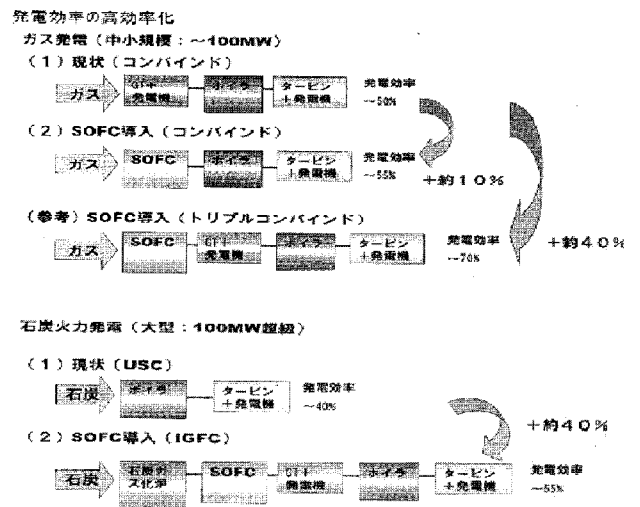 発電効率の高効率化
ガス発電（中小規模：～100MW）
（１）現状（コンバインド）
ガス
GT＋
発電機
ボイラ
タービン
＋発電機
発電効率
～50%
（２）SOFC導入（コンバインド）
ガス
SOFC
ボイラ
タービン
＋発電機
発電効率
～55%
＋約１０％
（参考）SOFC導入（トリプルコンバインド）
ガス
SOFC
GT＋
発電機
ボイラ
タービン
＋発電機
発電効率
～70%
＋約４０％
石炭火力発電（大型：100MW超級）
（１）現状（USC）
石炭
ボイラ
タービン
＋発電機
発電効率
～40%
＋約４０％
（２）SOFC導入（IGFC）
石炭
石炭ガ
ス化炉
SOFC
GT＋
発電機
ボイラ
タービン
＋発電機
発電効率
～55%